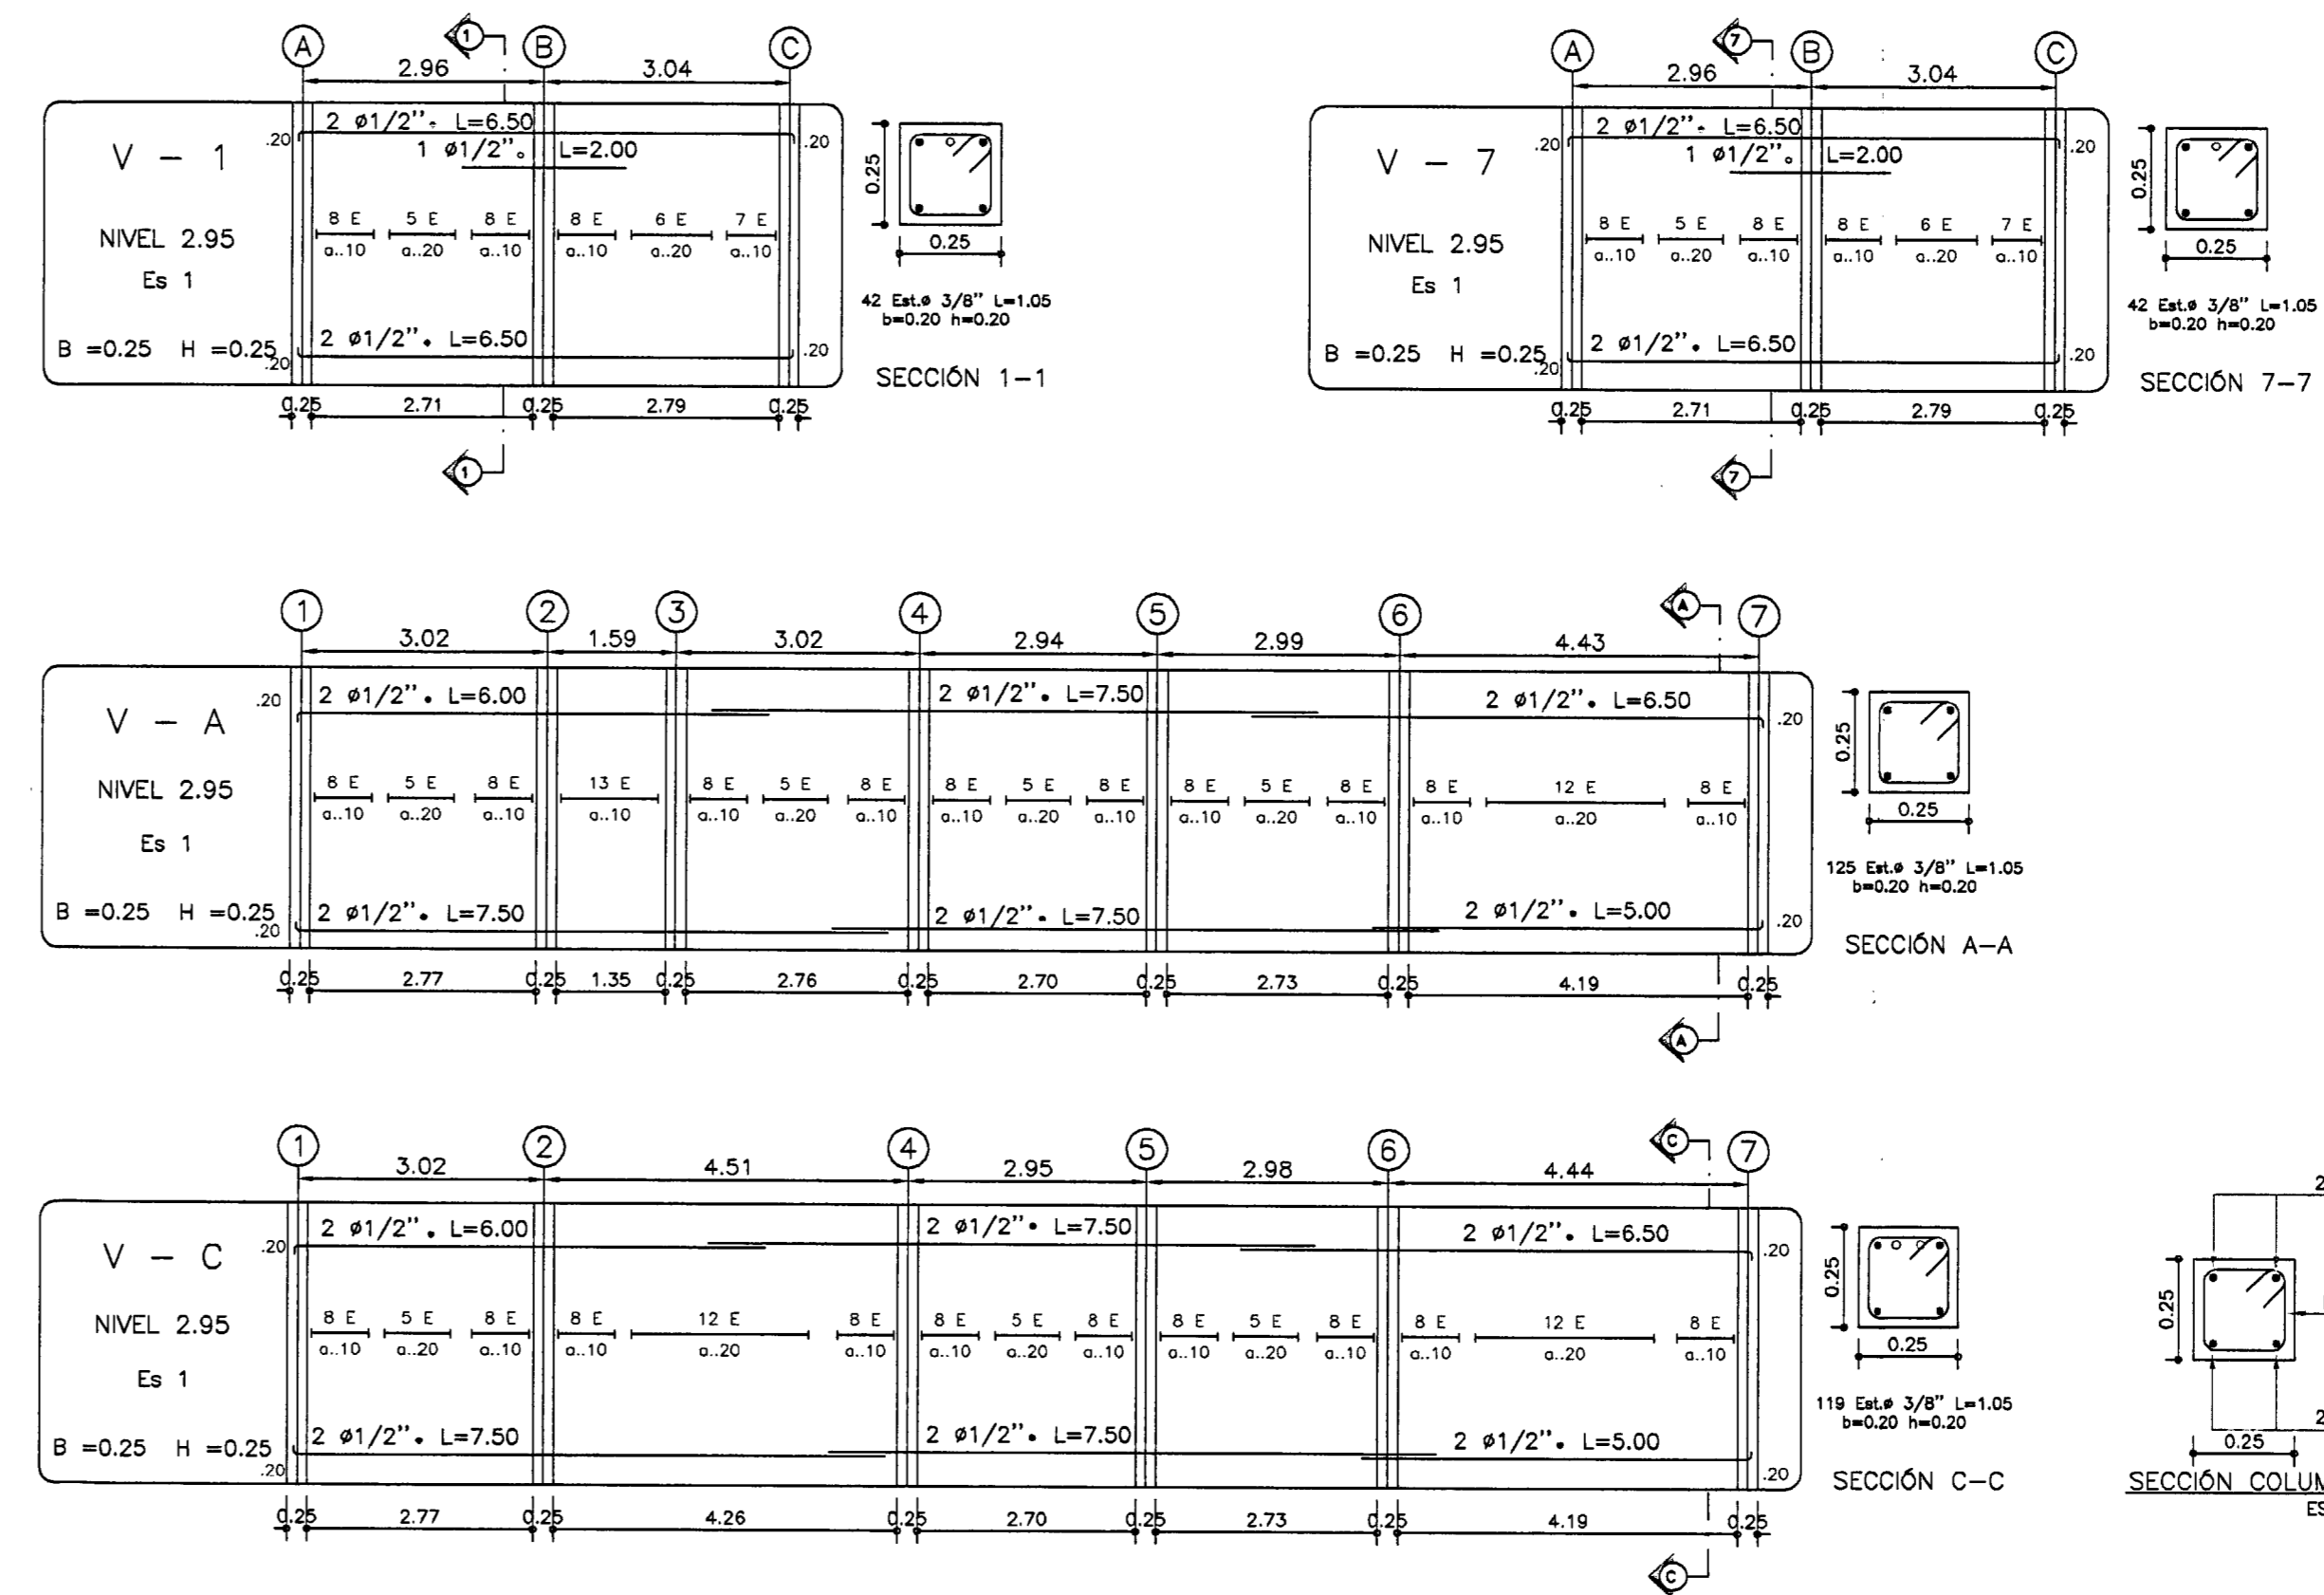 A 1 B C
2.96 3.04
V - 1
NIVEL 2.95
Es 1
B =0.25 H =0.25
.20 2 ø1/2". L=6.50 .20
1 ø1/2"。 L=2.00
8 E 5 E 8 E 8 E 6 E 7 E
a..10 a..20 a..10 a..10 a..20 a..10
.20 2 ø1/2". L=6.50 .20
0.25 2.71 0.25 2.79 0.25
1
0.25
0.25
42 Est.ø 3/8" L=1.05
b=0.20 h=0.20
SECCIÓN 1-1
A 7 B C
2.96 3.04
V - 7
NIVEL 2.95
Es 1
B =0.25 H =0.25
.20 2 ø1/2". L=6.50 .20
1 ø1/2"。 L=2.00
8 E 5 E 8 E 8 E 6 E 7 E
a..10 a..20 a..10 a..10 a..20 a..10
.20 2 ø1/2". L=6.50 .20
0.25 2.71 0.25 2.79 0.25
7
0.25
0.25
42 Est.ø 3/8" L=1.05
b=0.20 h=0.20
SECCIÓN 7-7
1 2 3 4 5 6 A 7
3.02 1.59 3.02 2.94 2.99 4.43
V - A
NIVEL 2.95
Es 1
B =0.25 H =0.25
.20 2 ø1/2". L=6.00 2 ø1/2". L=7.50 2 ø1/2". L=6.50 .20
8 E 5 E 8 E 13 E 8 E 5 E 8 E 8 E 5 E 8 E 8 E 5 E 8 E 8 E 12 E 8 E
a..10 a..20 a..10 a..10 a..10 a..20 a..10 a..10 a..20 a..10 a..10 a..20 a..10 a..10 a..20 a..10
.20 2 ø1/2". L=7.50 2 ø1/2". L=7.50 2 ø1/2". L=5.00 .20
0.25 2.77 0.25 1.35 0.25 2.76 0.25 2.70 0.25 2.73 0.25 4.19 0.25
A
0.25
0.25
125 Est.ø 3/8" L=1.05
b=0.20 h=0.20
SECCIÓN A-A
1 2 4 5 6 C 7
3.02 4.51 2.95 2.98 4.44
V - C
NIVEL 2.95
Es 1
B =0.25 H =0.25
.20 2 ø1/2". L=6.00 2 ø1/2". L=7.50 2 ø1/2". L=6.50 .20
8 E 5 E 8 E 8 E 12 E 8 E 8 E 5 E 8 E 8 E 5 E 8 E 8 E 12 E 8 E
a..10 a..20 a..10 a..10 a..20 a..10 a..10 a..20 a..10 a..10 a..20 a..10 a..10 a..20 a..10
.20 2 ø1/2". L=7.50 2 ø1/2". L=7.50 2 ø1/2". L=5.00 .20
0.25 2.77 0.25 4.26 0.25 2.70 0.25 2.73 0.25 4.19 0.25
C
0.25
0.25
119 Est.ø 3/8" L=1.05
b=0.20 h=0.20
SECCIÓN C-C
2
0.25
2
0.25
SECCIÓN COLUM
ES